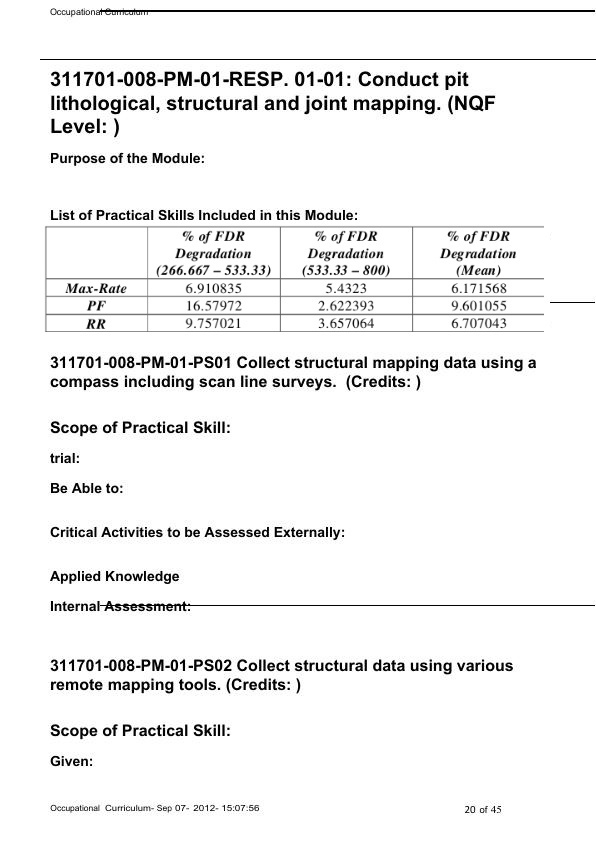 Occupational Curriculum
311701-008-PM-01-RESP. 01-01: Conduct pit
lithological, structural and joint mapping. (NQF
Level: )
Purpose of the Module:
List of Practical Skills Included in this Module:
% of FDR Degradation (266.667 – 533.33) % of FDR Degradation (533.33 – 800) % of FDR Degradation (Mean)
Max-Rate 6.910835 5.4323 6.171568
PF 16.57972 2.622393 9.601055
RR 9.757021 3.657064 6.707043
311701-008-PM-01-PS01 Collect structural mapping data using a
compass including scan line surveys. (Credits: )
Scope of Practical Skill:
trial:
Be Able to:
Critical Activities to be Assessed Externally:
Applied Knowledge
Internal Assessment:
311701-008-PM-01-PS02 Collect structural data using various
remote mapping tools. (Credits: )
Scope of Practical Skill:
Given:
Occupational Curriculum- Sep 07- 2012- 15:07:56 20 of 45